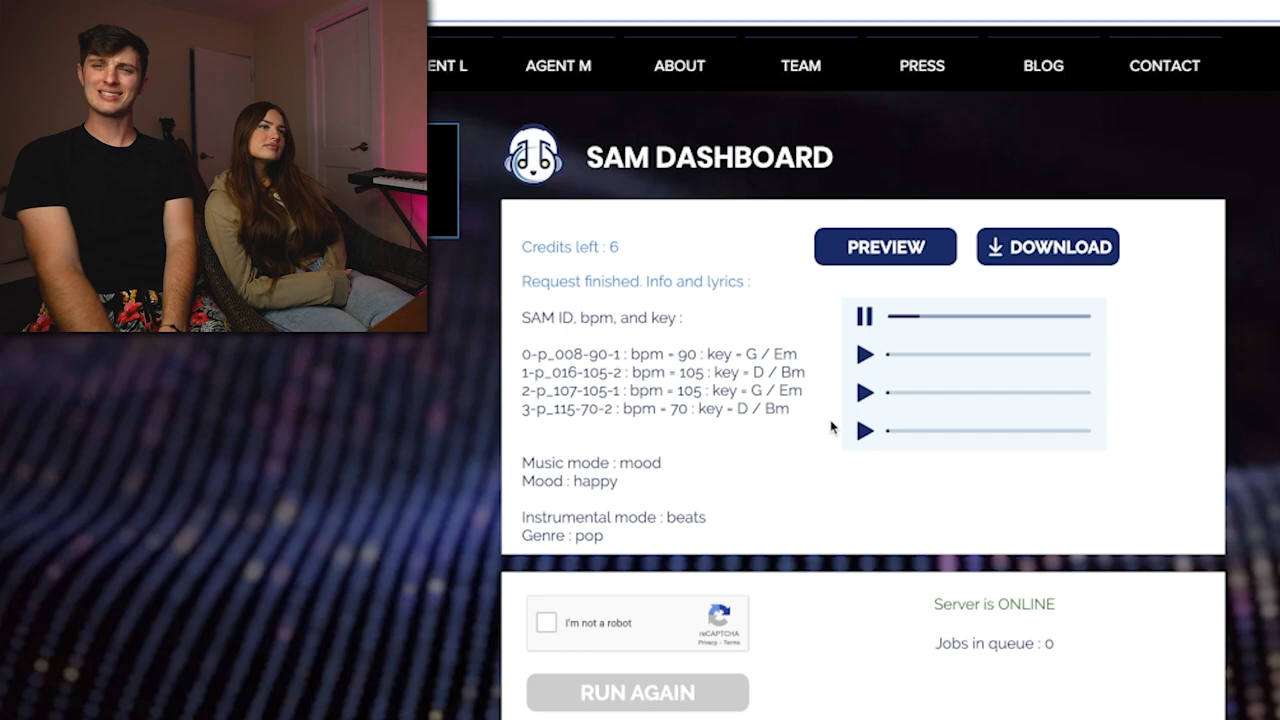 ENT L
AGENT M
ABOUT
TEAM
PRESS
BLOG
CONTACT
SAM DASHBOARD
Credits left : 6
PREVIEW
DOWNLOAD
Request finished. Info and lyrics :
SAM ID, bpm, and key :
0-p_008-90-1 : bpm = 90 : key = G / Em
1-p_016-105-2 : bpm = 105 : key = D / Bm
2-p_107-105-1 : bpm = 105 : key = G / Em
3-p_115-70-2 : bpm = 70 : key = D / Bm
Music mode : mood
Mood : happy
Instrumental mode : beats
Genre : pop
I'm not a robot
reCAPTCHA
Privacy - Terms
Server is ONLINE
Jobs in queue : 0
RUN AGAIN